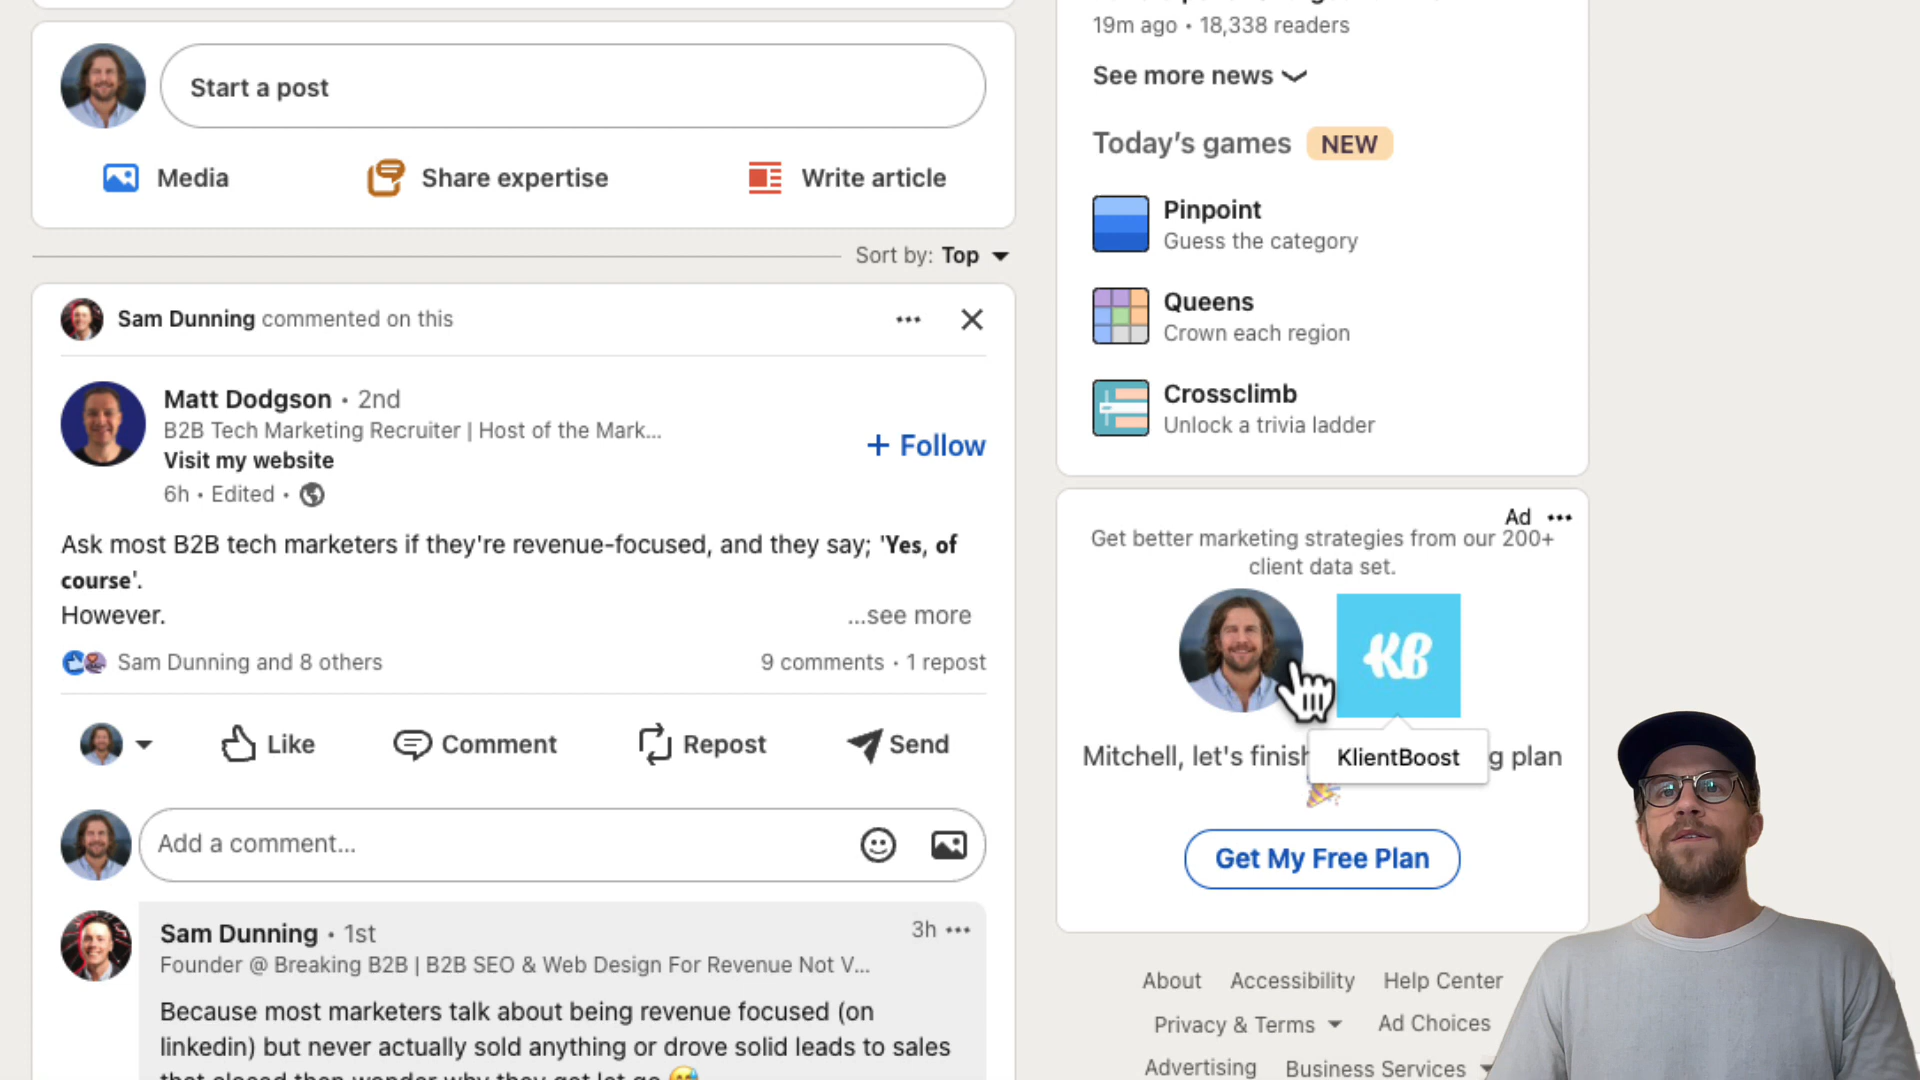 Start a post
Media
Share expertise
Write article
Sort by: Top
Sam Dunning commented on this
Matt Dodgson • 2nd
B2B Tech Marketing Recruiter | Host of the Mark...
Visit my website
+ Follow
6h • Edited •
Ask most B2B tech marketers if they're revenue-focused, and they say; 'Yes, of
course'.
However.
...see more
Sam Dunning and 8 others
9 comments • 1 repost
Like
Comment
Repost
Send
Add a comment...
Sam Dunning • 1st
3h
Founder @ Breaking B2B | B2B SEO & Web Design For Revenue Not V...
Because most marketers talk about being revenue focused (on
linkedin) but never actually sold anything or drove solid leads to sales
19m ago • 18,338 readers
See more news
Today's games NEW
Pinpoint
Guess the category
Queens
Crown each region
Crossclimb
Unlock a trivia ladder
Ad
Get better marketing strategies from our 200+
client data set.
KB
Mitchell, let's finish
KlientBoost
g plan
Get My Free Plan
About
Accessibility
Help Center
Privacy & Terms
Ad Choices
Advertising
Business Services